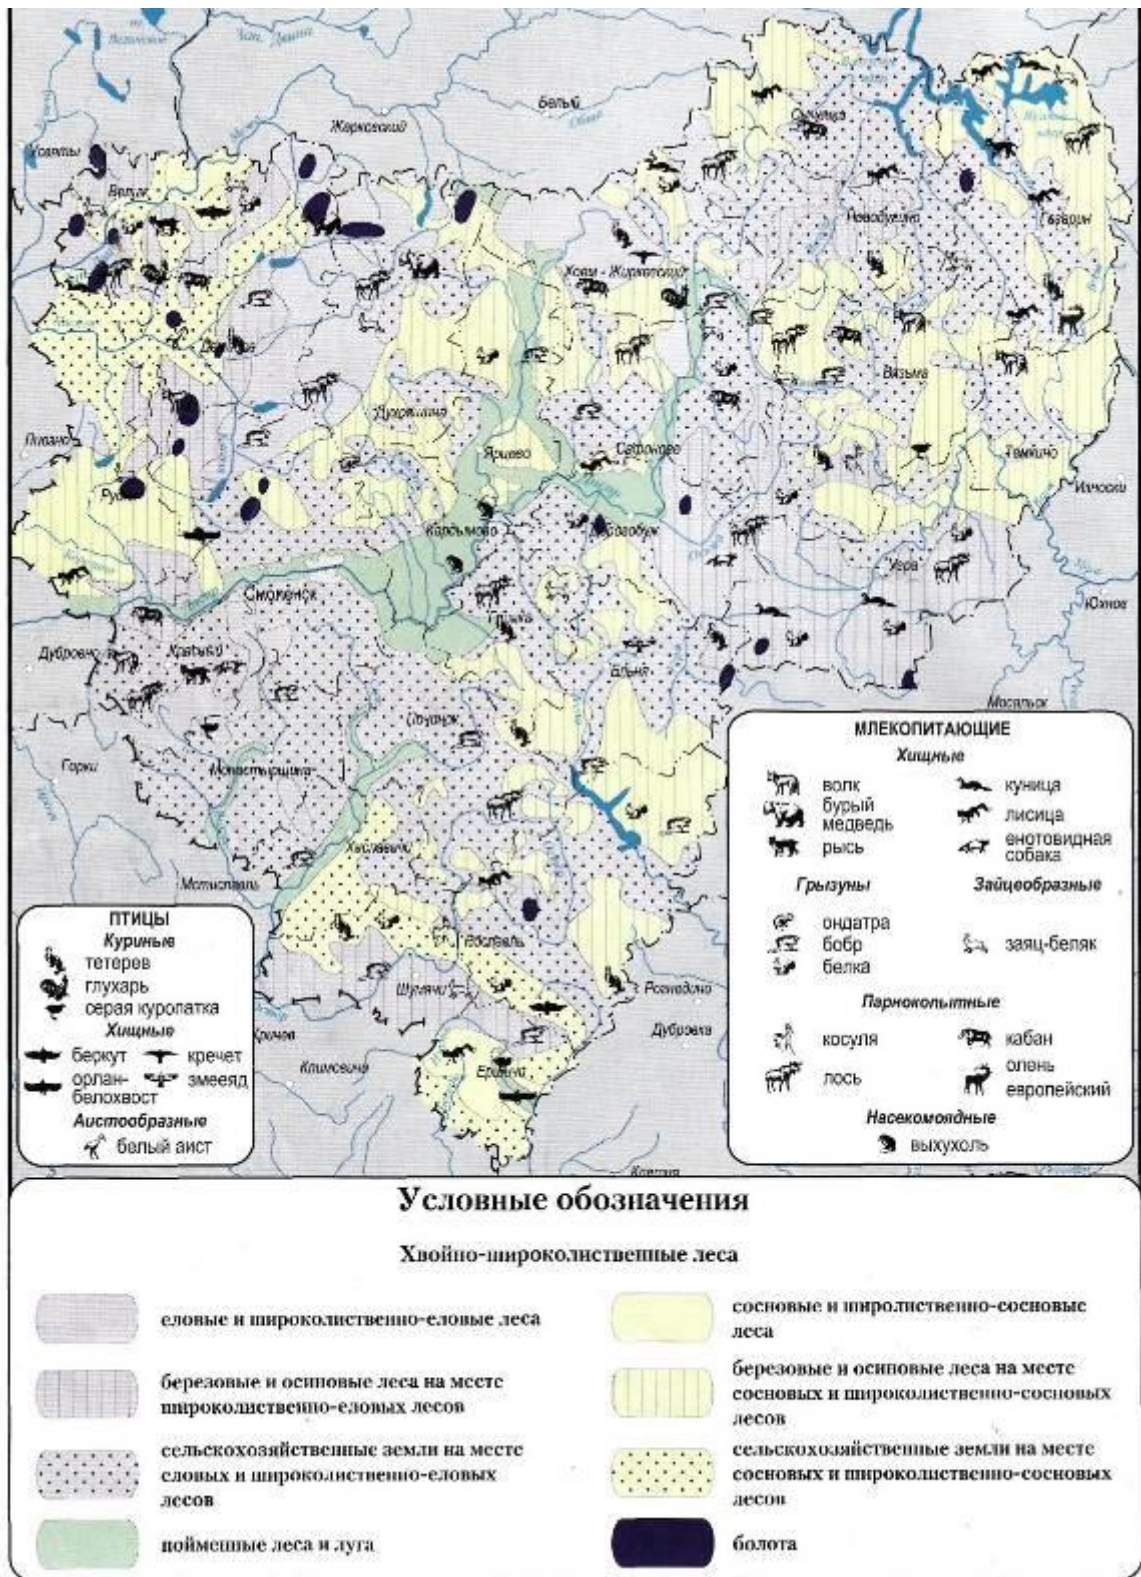 Зап. Двина
Белый
Жарковский
Усвяты
Велиж
Сычевка
Новодугино
Гагарин
Холм - Жирковский
Вязьма
Духовщина
Ярцево
Сафоново
Темкино
Износки
Кардымово
Дорогобуж
Угра
Смоленск
Глинка
Юхнов
Дубровно
Красный
Ельня
Мосальск
Починок
Горки
Монастырщина
Хиславичи
Мстиславль
Рославль
Шумячи
Рогнедино
Дубровка
Кричев
Климовичи
Ершичи
Клетня
МЛЕКОПИТАЮЩИЕ
Хищные
волк
бурый
медведь
рысь
куница
лисица
енотовидная
собака
Грызуны
ондатра
бобр
белка
Зайцеобразные
заяц-беляк
Парнокопытные
косуля
лось
кабан
олень
европейский
Насекомоядные
выхухоль
ПТИЦЫ
Куриные
тетерев
глухарь
серая куропатка
Хищные
беркут
кречет
орлан-
белохвост
змееяд
Аистообразные
белый аист
Условные обозначения
Хвойно-широколиственные леса
еловые и широколиственно-еловые леса
березовые и осиновые леса на месте
широколиственно-еловых лесов
сельскохозяйственные земли на месте
еловых и широколиственно-еловых
лесов
пойменные леса и луга
сосновые и широлиственно-сосновые
леса
березовые и осиновые леса на месте
сосновых и широколиственно-сосновых
лесов
сельскохозяйственные земли на месте
сосновых и широколиственно-сосновых
лесов
болота